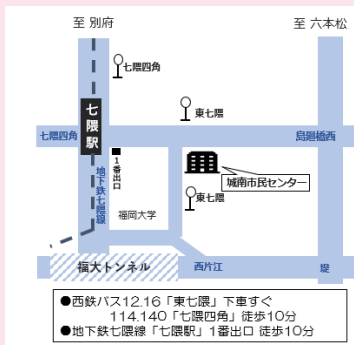 至 別府
至 六本松
七隈四角
東七隈
七隈駅
七隈四角
鳥廻橋西
1番出口
地下鉄七隈線
城南市民センター
東七隈
福岡大学
福大トンネル
西片江
堤
●西鉄バス12.16「東七隈」下車すぐ
114.140「七隈四角」徒歩10分
●地下鉄七隈線「七隈駅」1番出口 徒歩10分